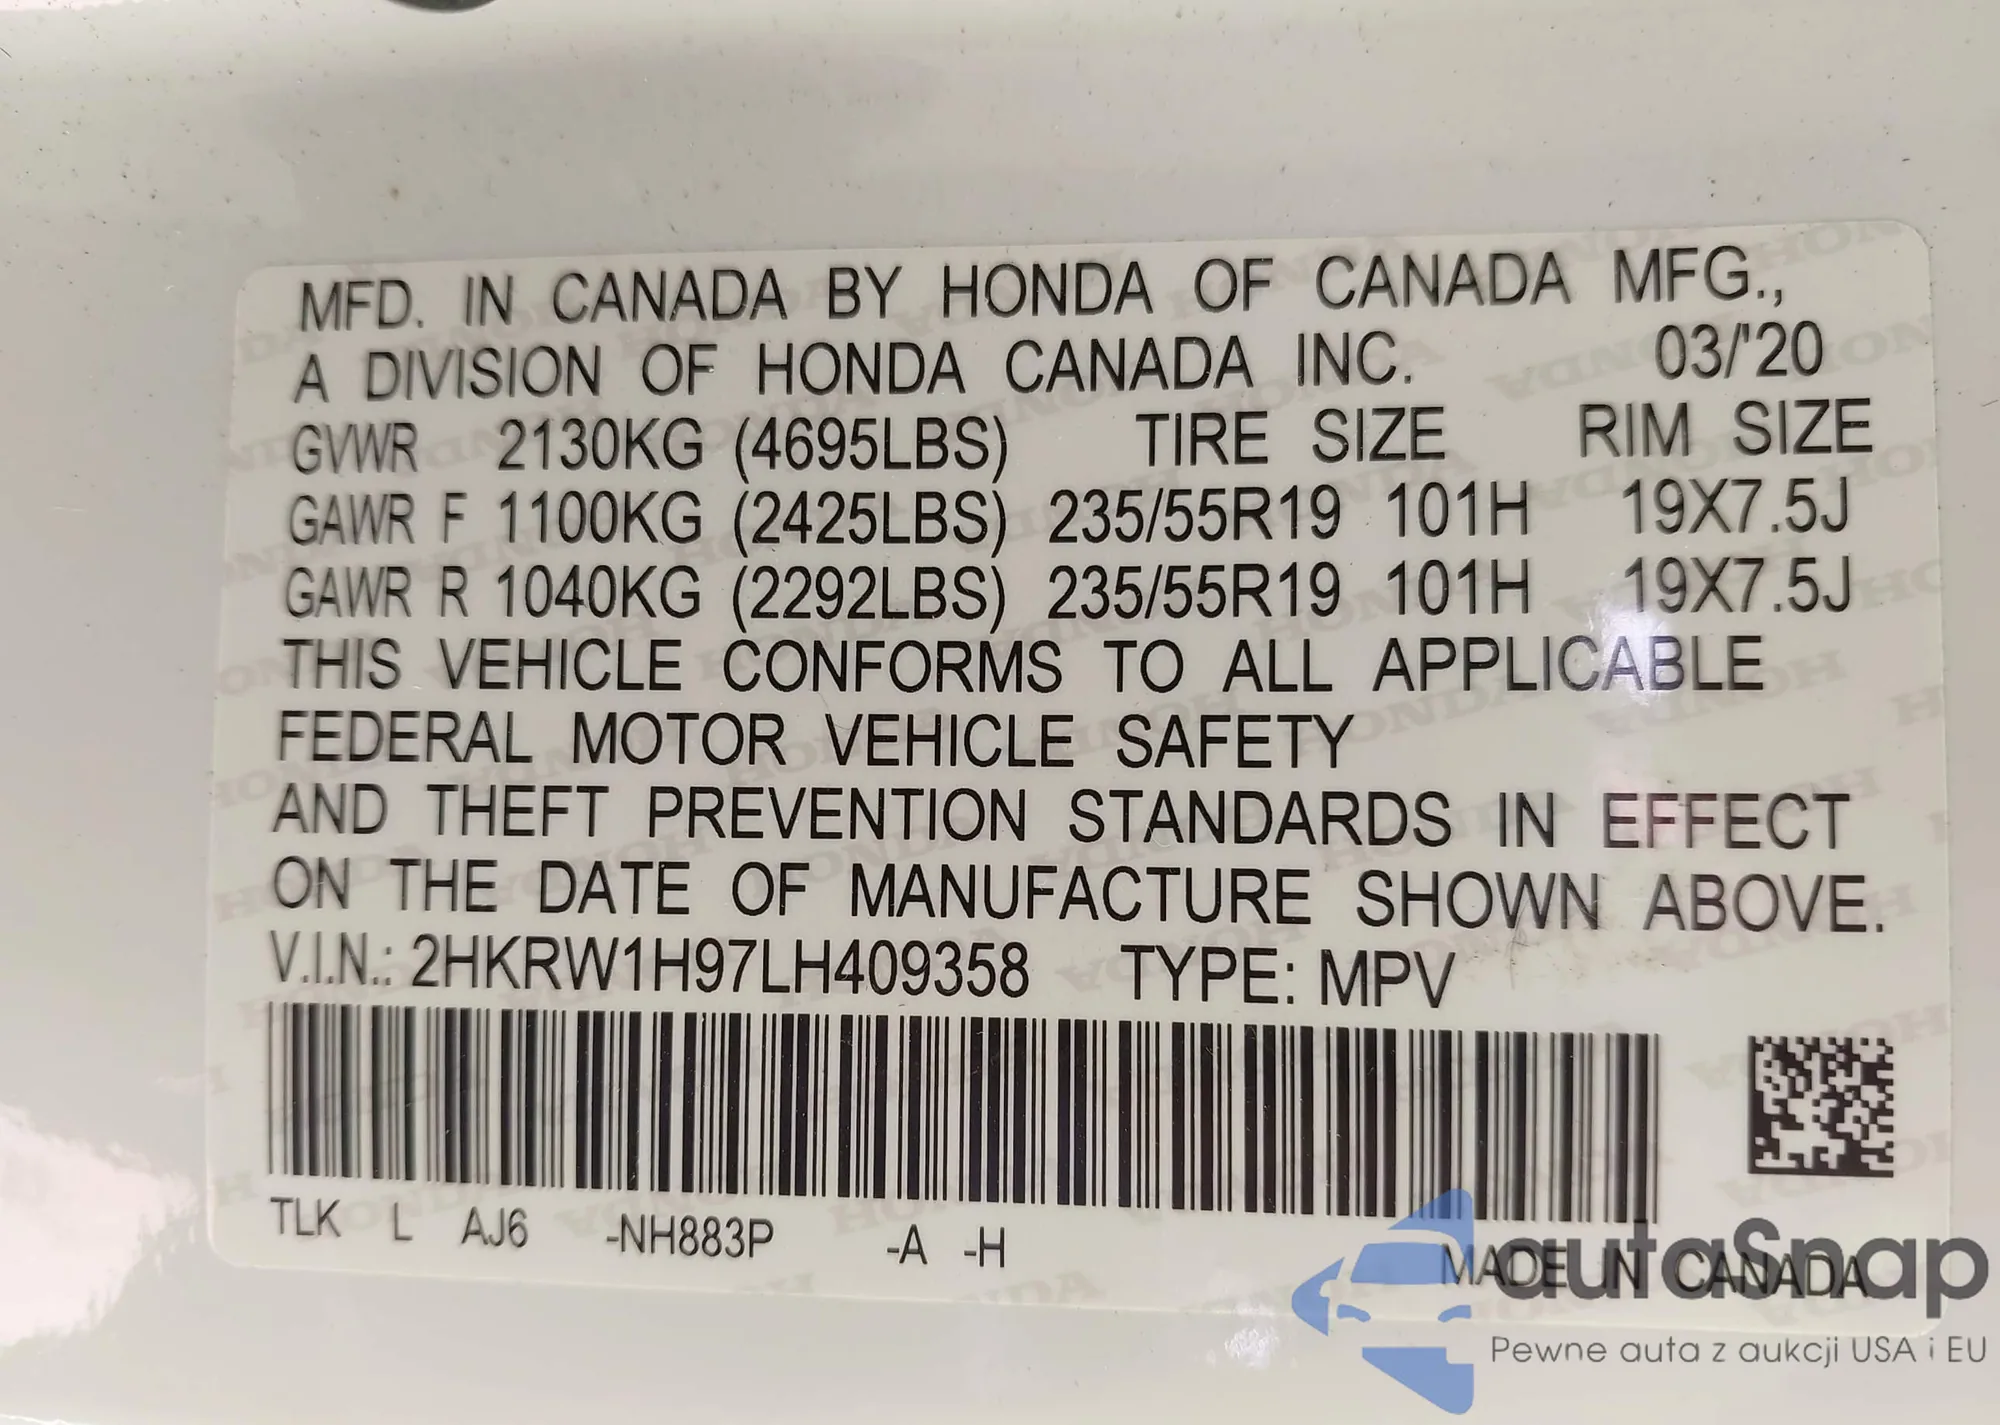 MFD. IN CANADA BY HONDA OF CANADA MFG.,
A DIVISION OF HONDA CANADA INC. 03/'20
GVWR 2130KG (4695LBS) TIRE SIZE RIM SIZE
GAWR F 1100KG (2425LBS) 235/55R19 101H 19X7.5J
GAWR R 1040KG (2292LBS) 235/55R19 101H 19X7.5J
THIS VEHICLE CONFORMS TO ALL APPLICABLE
FEDERAL MOTOR VEHICLE SAFETY
AND THEFT PREVENTION STANDARDS IN EFFECT
ON THE DATE OF MANUFACTURE SHOWN ABOVE.
V.I.N.: 2HKRW1H97LH409358 TYPE: MPV
TLK L AJ6 -NH883P -A -H
MADE IN CANADA
autaSnap
Pewne auta z aukcji USA i EU